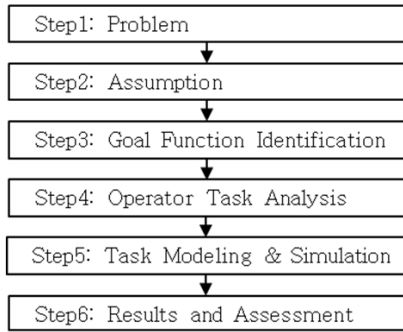 Step1: Problem
Step2: Assumption
Step3: Goal Function Identification
Step4: Operator Task Analysis
Step5: Task Modeling & Simulation
Step6: Results and Assessment